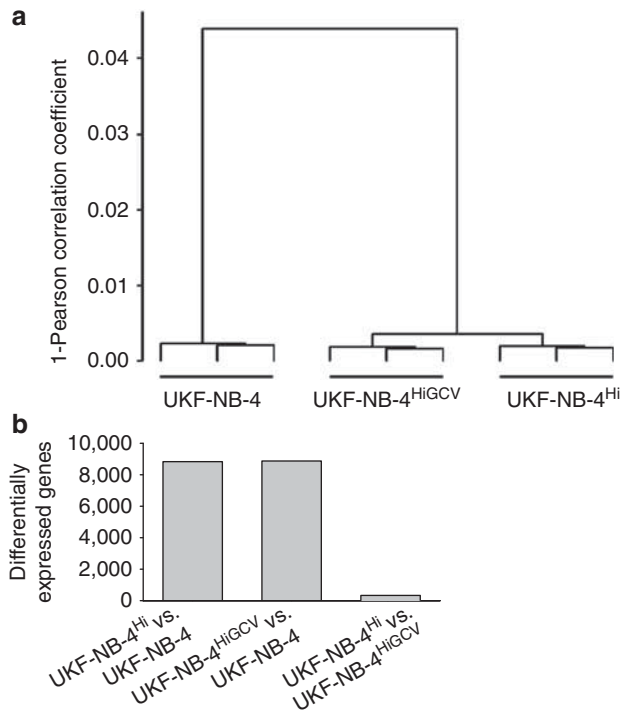 a
1-Pearson correlation coefficient
0.04
0.03
0.02
0.01
0.00
UKF-NB-4
UKF-NB-4HiGCV
UKF-NB-4Hi
b
Differentially
expressed genes
10,000
8,000
6,000
4,000
2,000
0
UKF-NB-4Hi vs.
UKF-NB-4
UKF-NB-4HiGCV vs.
UKF-NB-4
UKF-NB-4Hi vs.
UKF-NB-4HiGCV